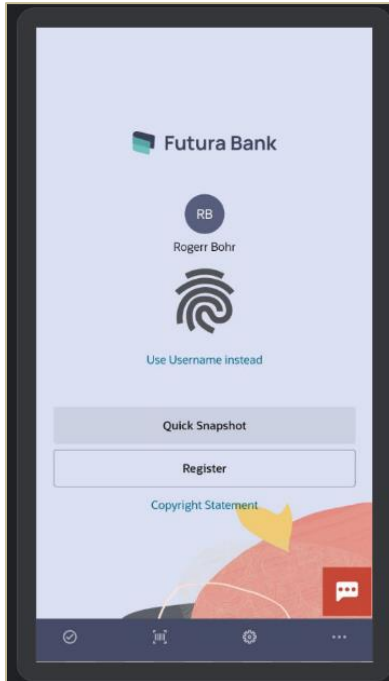 Futura Bank
RB
Rogerr Bohr
Use Username instead
Quick Snapshot
Register
Copyright Statement